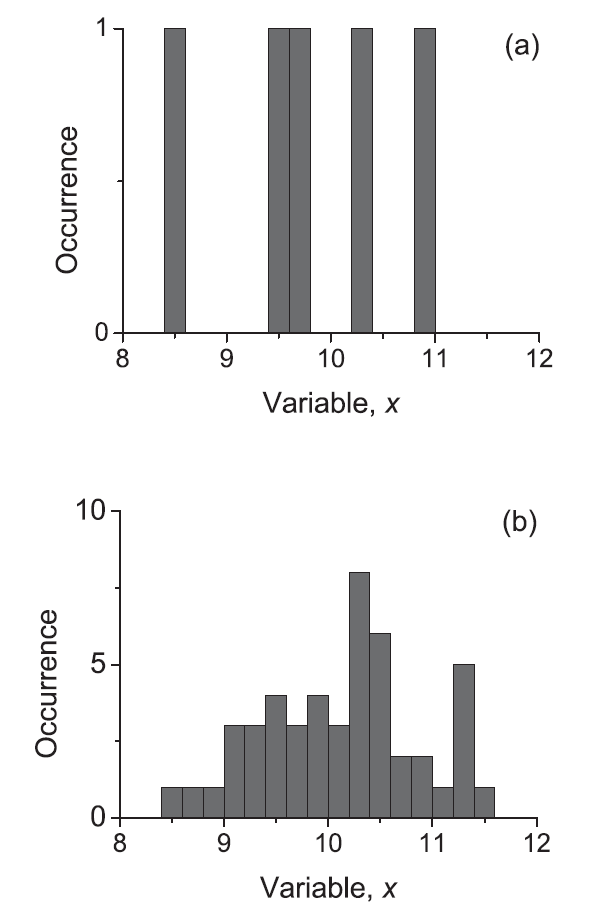 1
(a)
Occurrence
0
8 9 10 11 12
Variable, x
10
(b)
5
Occurrence
0
8 9 10 11 12
Variable, x